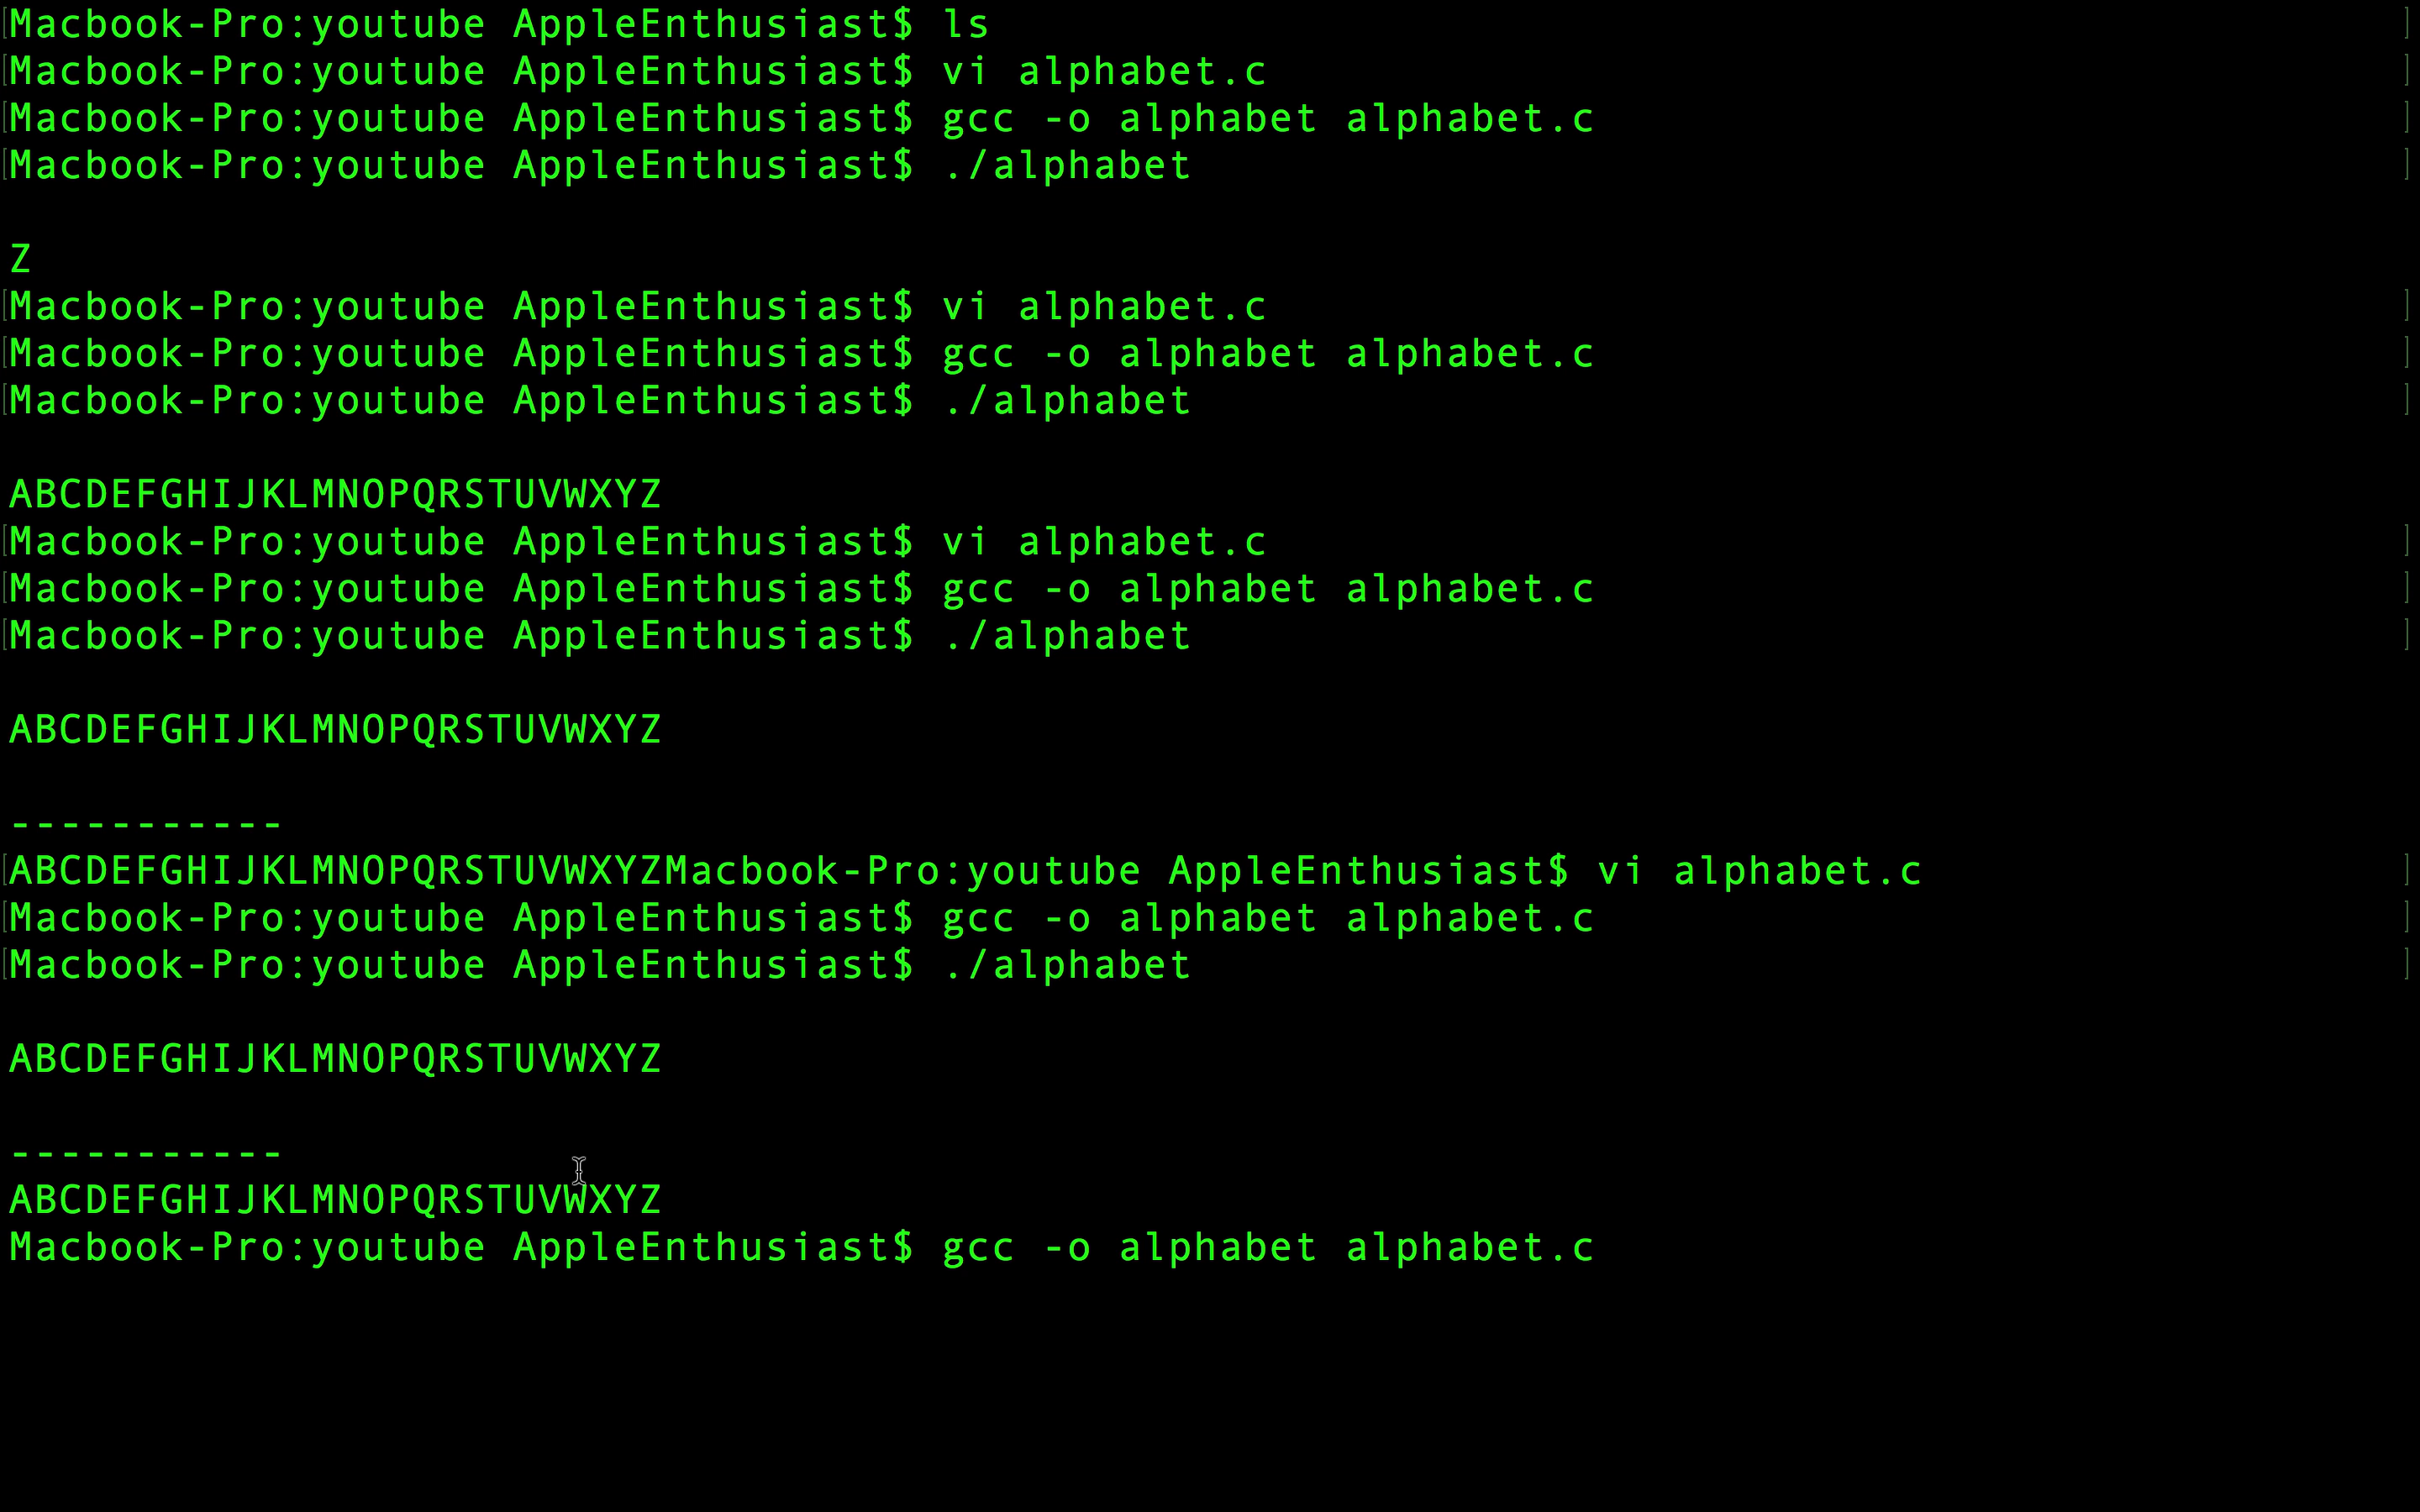 Macbook-Pro:youtube AppleEnthusiast$ ls
Macbook-Pro:youtube AppleEnthusiast$ vi alphabet.c
Macbook-Pro:youtube AppleEnthusiast$ gcc -o alphabet alphabet.c
Macbook-Pro:youtube AppleEnthusiast$ ./alphabet
Z
Macbook-Pro:youtube AppleEnthusiast$ vi alphabet.c
Macbook-Pro:youtube AppleEnthusiast$ gcc -o alphabet alphabet.c
Macbook-Pro:youtube AppleEnthusiast$ ./alphabet
ABCDEFGHIJKLMNOPQRSTUVWXYZ
Macbook-Pro:youtube AppleEnthusiast$ vi alphabet.c
Macbook-Pro:youtube AppleEnthusiast$ gcc -o alphabet alphabet.c
Macbook-Pro:youtube AppleEnthusiast$ ./alphabet
ABCDEFGHIJKLMNOPQRSTUVWXYZ
-----------
ABCDEFGHIJKLMNOPQRSTUVWXYZMacbook-Pro:youtube AppleEnthusiast$ vi alphabet.c
Macbook-Pro:youtube AppleEnthusiast$ gcc -o alphabet alphabet.c
Macbook-Pro:youtube AppleEnthusiast$ ./alphabet
ABCDEFGHIJKLMNOPQRSTUVWXYZ
-----------
ABCDEFGHIJKLMNOPQRSTUVWXYZ
Macbook-Pro:youtube AppleEnthusiast$ gcc -o alphabet alphabet.c